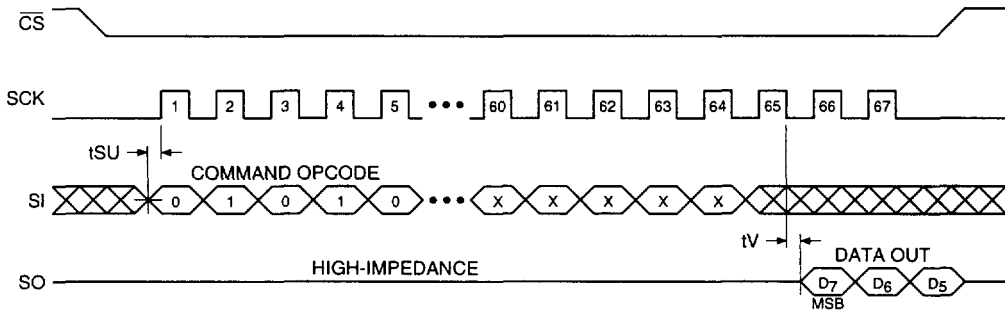 CS
SCK 1 2 3 4 5 ••• 60 61 62 63 64 65 66 67
tSU
COMMAND OPCODE
SI 0 1 0 1 0 ••• X X X X X
tV
DATA OUT
HIGH-IMPEDANCE
SO D7 D6 D5
MSB